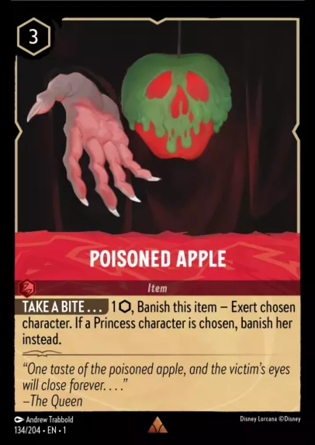 3
POISONED APPLE
Item
TAKE A BITE . . . 1⬡, Banish this item – Exert chosen
character. If a Princess character is chosen, banish her
instead.
“One taste of the poisoned apple, and the victim’s eyes
will close forever. . . .”
–The Queen
Andrew Trabbold
Disney Lorcana ©Disney
134/204 • EN • 1